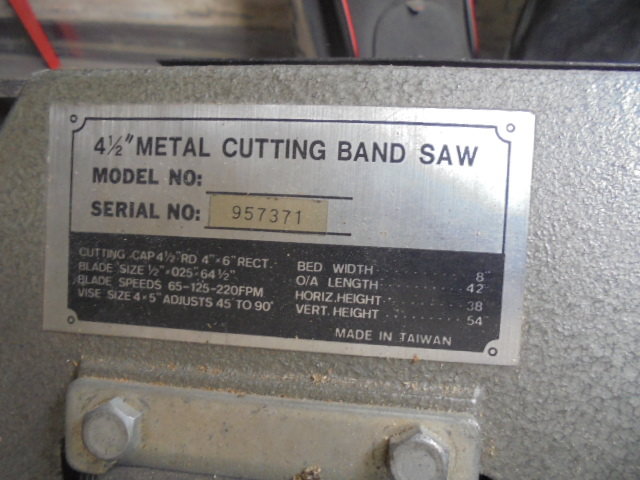 4½" METAL CUTTING BAND SAW
MODEL NO:
SERIAL NO: 957371
CUTTING CAP 4½" RD 4"×6" RECT.
BLADE SIZE ½"×025"64½"
BLADE SPEEDS 65-125-220FPM
VISE SIZE 4×5" ADJUSTS 45° TO 90°
BED WIDTH 8"
O/A LENGTH 42
HORIZ. HEIGHT 38
VERT. HEIGHT 54
MADE IN TAIWAN